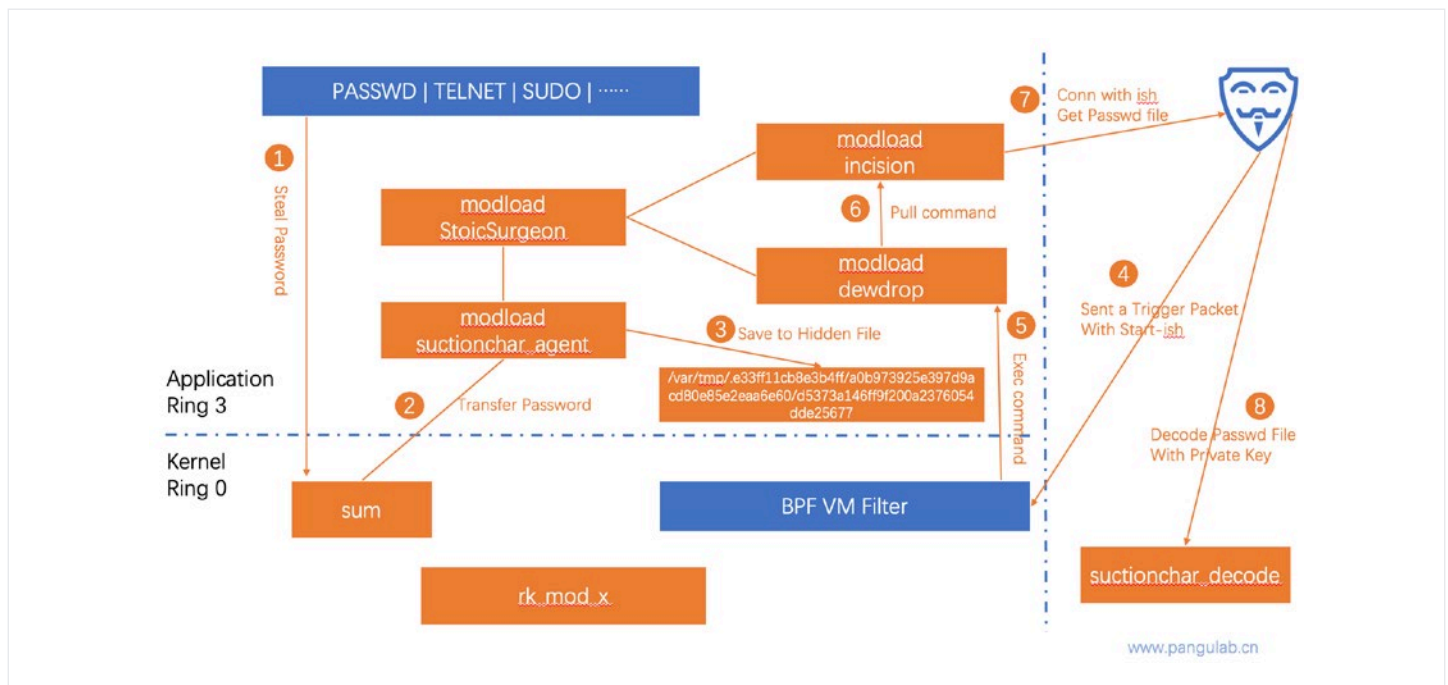 PASSWD | TELNET | SUDO | ······
1
Steal Password
modload
StoicSurgeon
modload
suctionchar_agent
2
Transfer Password
3
Save to Hidden File
/var/tmp/.e33ff11cb8e3b4ff/a0b973925e397d9a
cd80e85e2eaa6e60/d5373a146ff9f200a2376054
dde25677
modload
incision
6
Pull command
modload
dewdrop
5
Exec command
7
Conn with ish
Get Passwd file
4
Sent a Trigger Packet
With Start-ish
8
Decode Passwd File
With Private Key
Application
Ring 3
Kernel
Ring 0
sum
BPF VM Filter
rk_mod_x
suctionchar_decode
www.pangulab.cn